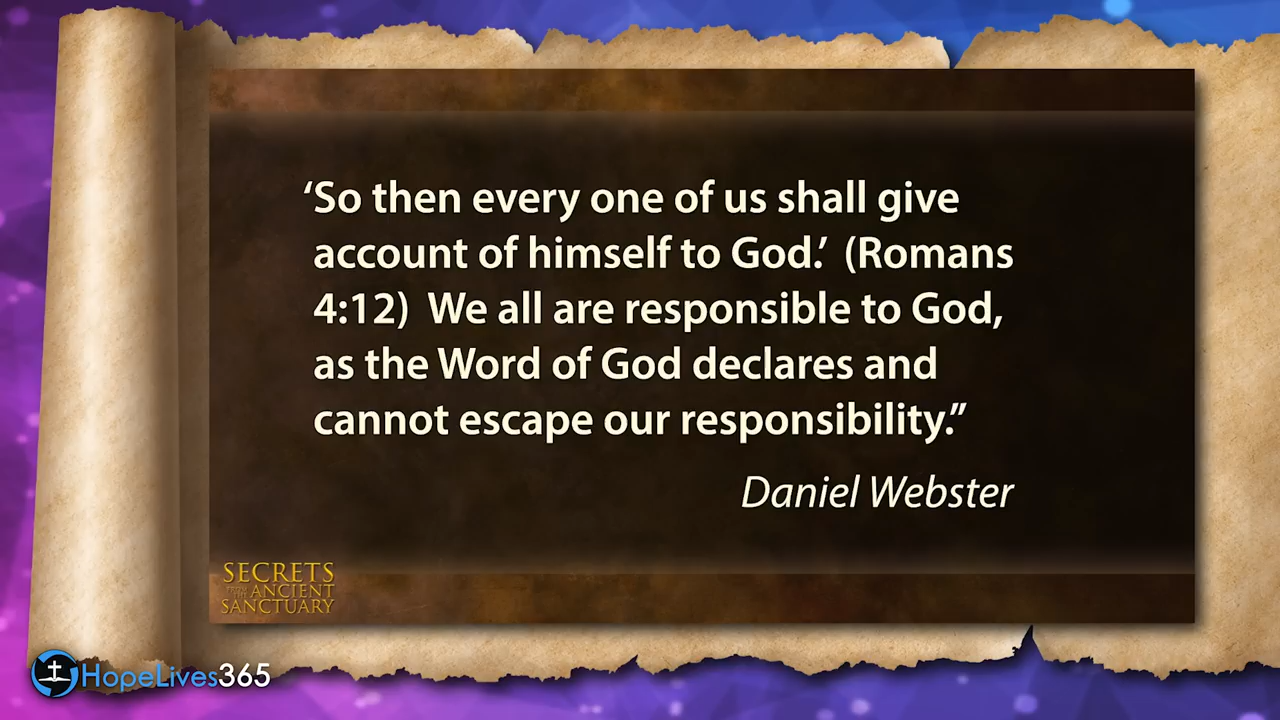 ‘So then every one of us shall give
account of himself to God.’ (Romans
4:12) We all are responsible to God,
as the Word of God declares and
cannot escape our responsibility.”
Daniel Webster
SECRETS
FROM THE ANCIENT
SANCTUARY
HopeLives365